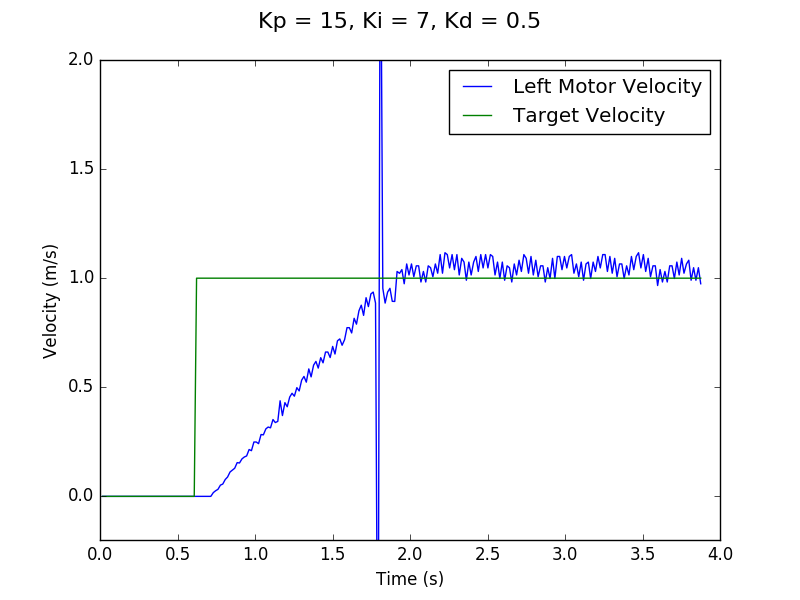 Kp = 15, Ki = 7, Kd = 0.5
2.0
Left Motor Velocity
Target Velocity
1.5
1.0
0.5
0.0
Velocity (m/s)
0.0 0.5 1.0 1.5 2.0 2.5 3.0 3.5 4.0
Time (s)